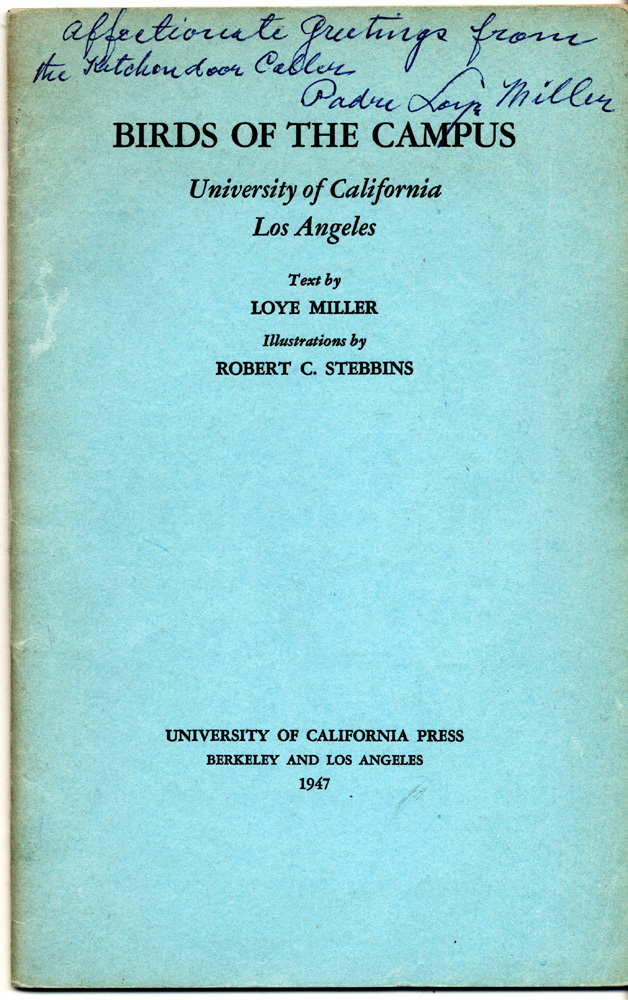 Affectionate Greetings from
the Kitchen door Caller
Padre Loye Miller
BIRDS OF THE CAMPUS
University of California
Los Angeles
Text by
LOYE MILLER
Illustrations by
ROBERT C. STEBBINS
UNIVERSITY OF CALIFORNIA PRESS
BERKELEY AND LOS ANGELES
1947